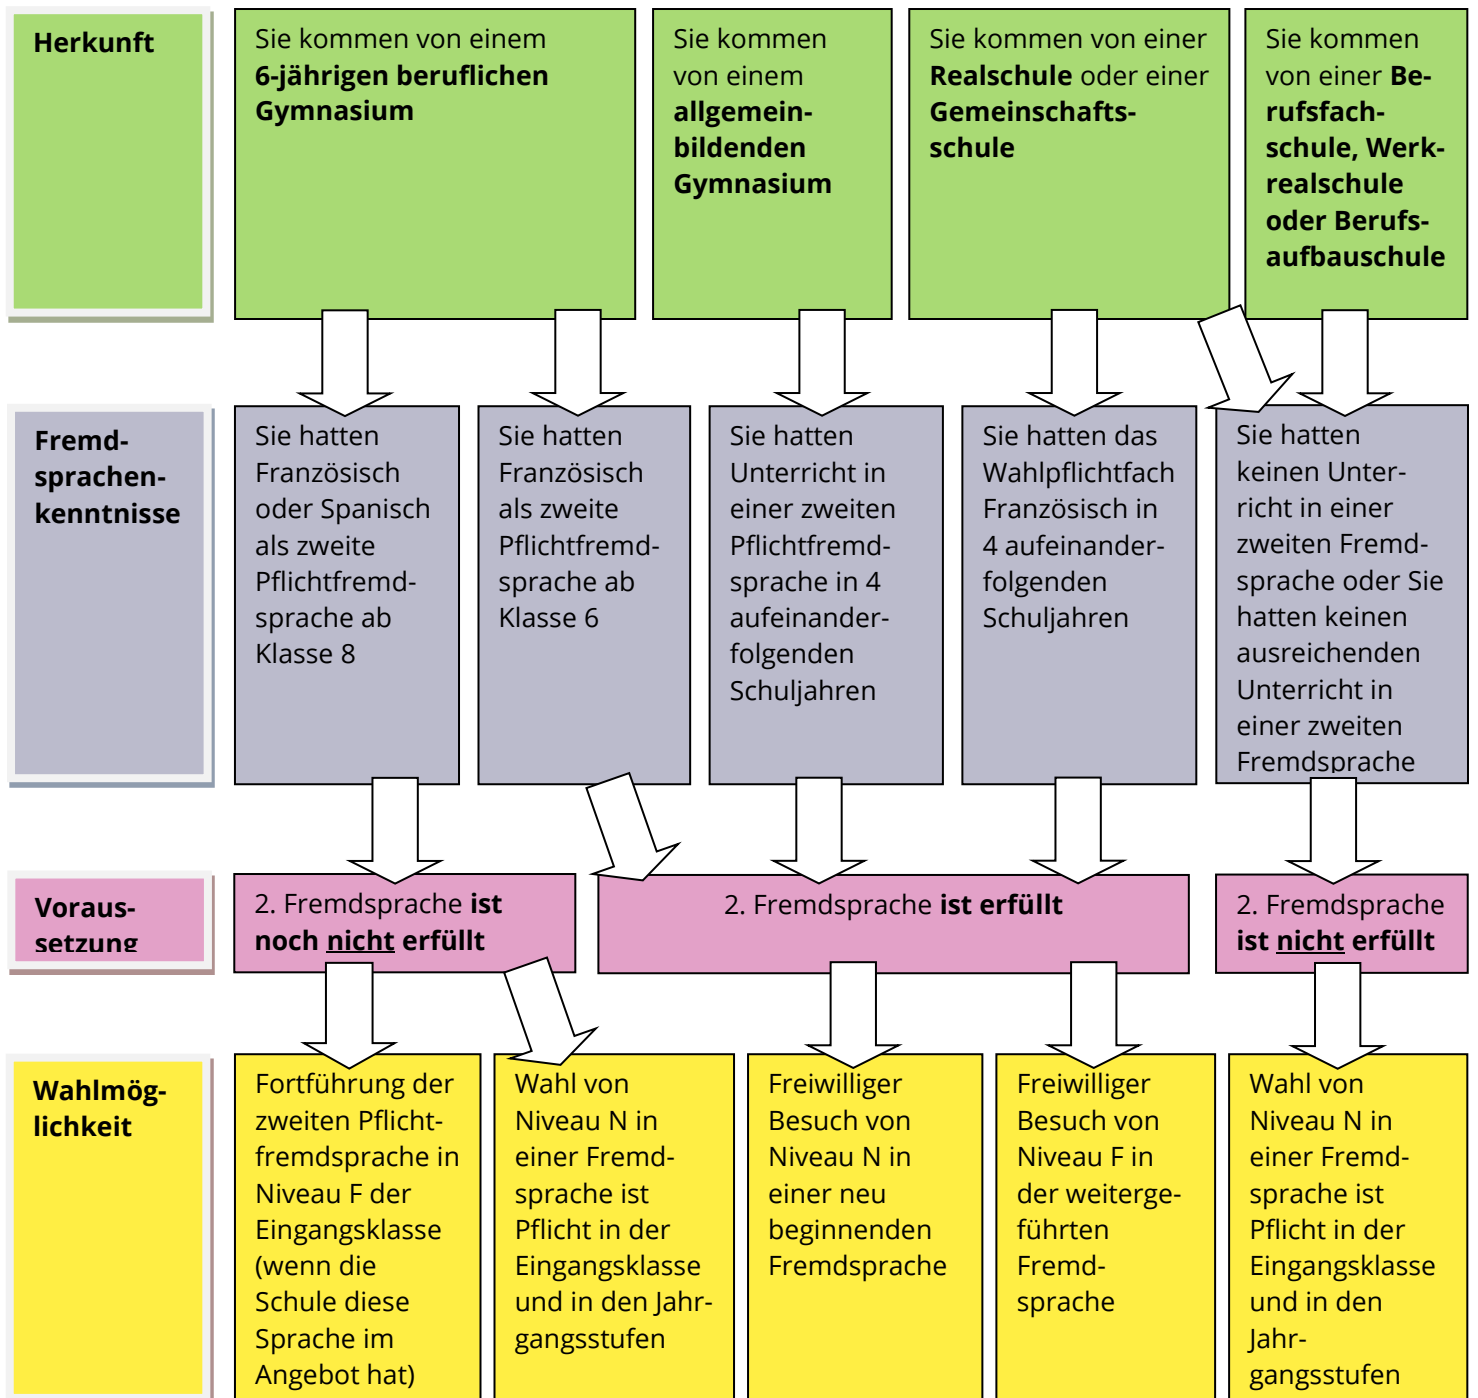 Herkunft
Sie kommen von einem
6-jährigen beruflichen
Gymnasium
Sie kommen
von einem
allgemein-
bildenden
Gymnasium
Sie kommen von einer
Realschule oder einer
Gemeinschafts-
schule
Sie kommen
von einer Be-
rufsfach-
schule, Werk-
realschule
oder Berufs-
aufbauschule
Fremd-
sprachen-
kenntnisse
Sie hatten
Französisch
oder Spanisch
als zweite
Pflichtfremd-
sprache ab
Klasse 8
Sie hatten
Französisch
als zweite
Pflichtfremd-
sprache ab
Klasse 6
Sie hatten
Unterricht in
einer zweiten
Pflichtfremd-
sprache in 4
aufeinander-
folgenden
Schuljahren
Sie hatten das
Wahlpflichtfach
Französisch in
4 aufeinander-
folgenden
Schuljahren
Sie hatten
keinen Unter-
richt in einer
zweiten Fremd-
sprache oder Sie
hatten keinen
ausreichenden
Unterricht in
einer zweiten
Fremdsprache
Voraus-
setzung
2. Fremdsprache ist
noch nicht erfüllt
2. Fremdsprache ist erfüllt
2. Fremdsprache
ist nicht erfüllt
Wahlmög-
lichkeit
Fortführung der
zweiten Pflicht-
fremdsprache in
Niveau F der
Eingangsklasse
(wenn die
Schule diese
Sprache im
Angebot hat)
Wahl von
Niveau N in
einer Fremd-
sprache ist
Pflicht in der
Eingangsklasse
und in den Jahr-
gangsstufen
Freiwilliger
Besuch von
Niveau N in
einer neu
beginnenden
Fremdsprache
Freiwilliger
Besuch von
Niveau F in
der weiterge-
führten
Fremd-
sprache
Wahl von
Niveau N in
einer Fremd-
sprache ist
Pflicht in der
Eingangsklasse
und in den
Jahr-
gangsstufen